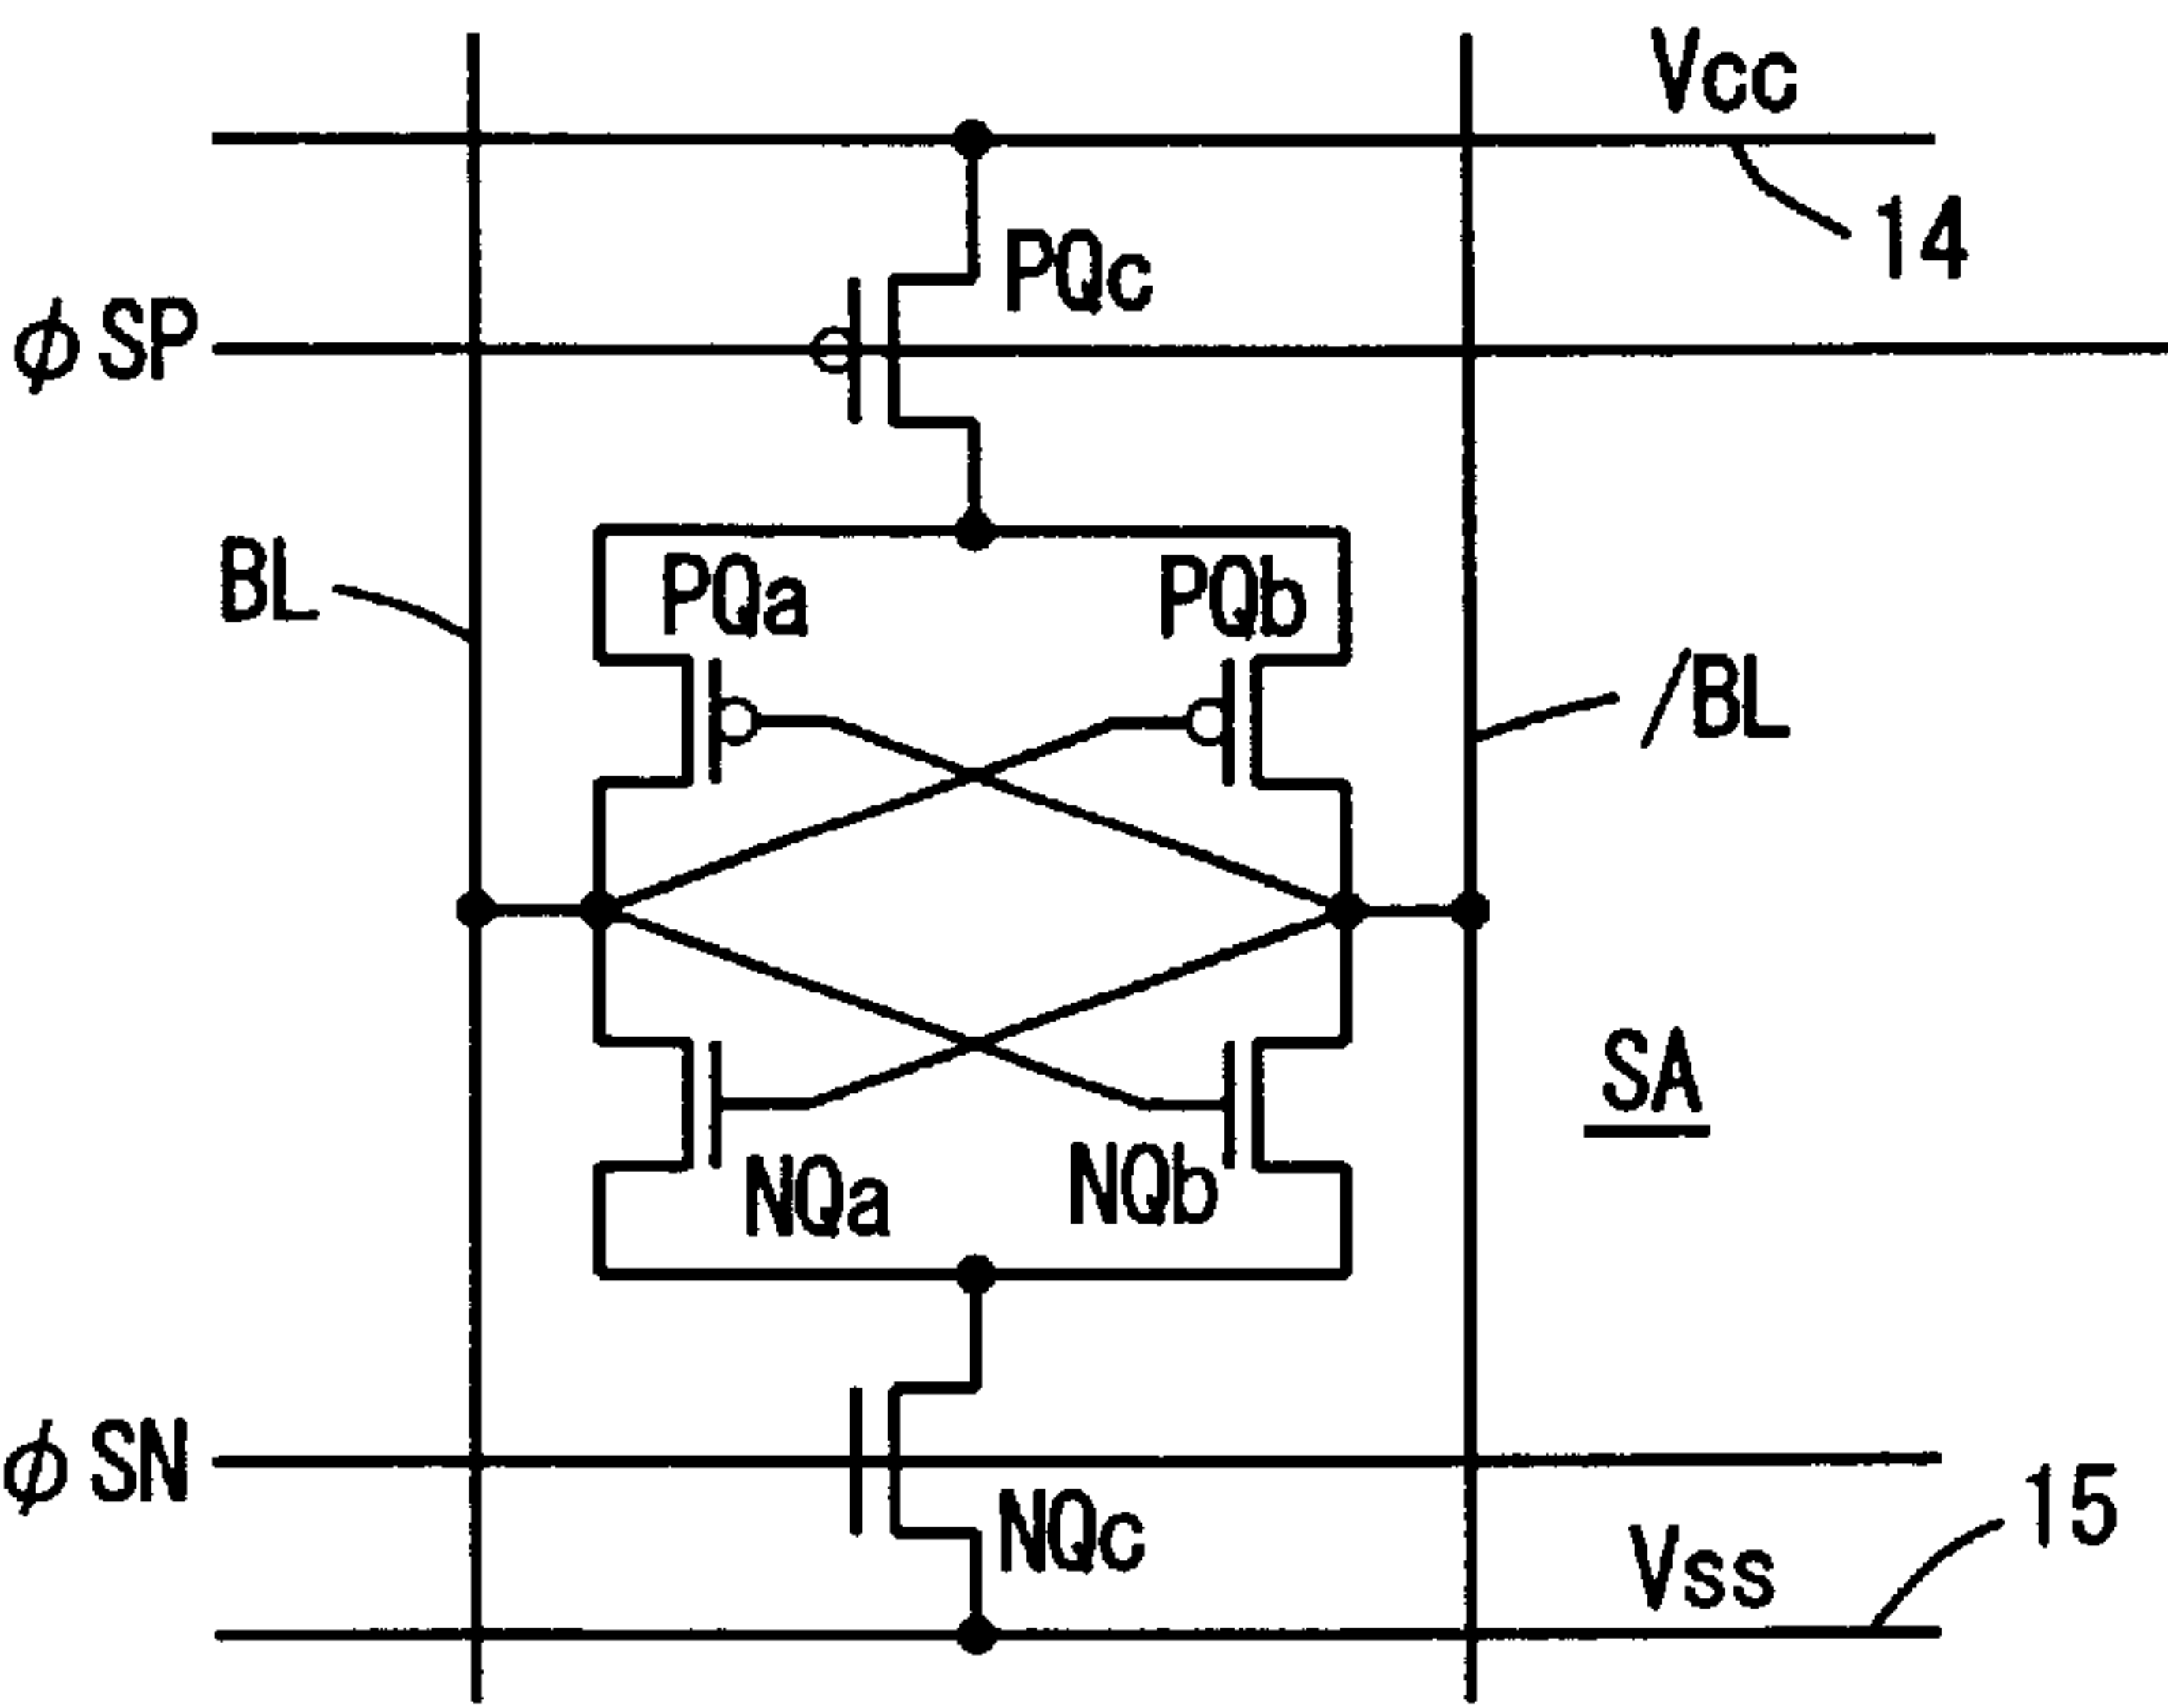 Vcc
14
PQc
φSP
BL
PQa
PQb
/BL
SA
NQa
NQb
φSN
NQc
15
Vss